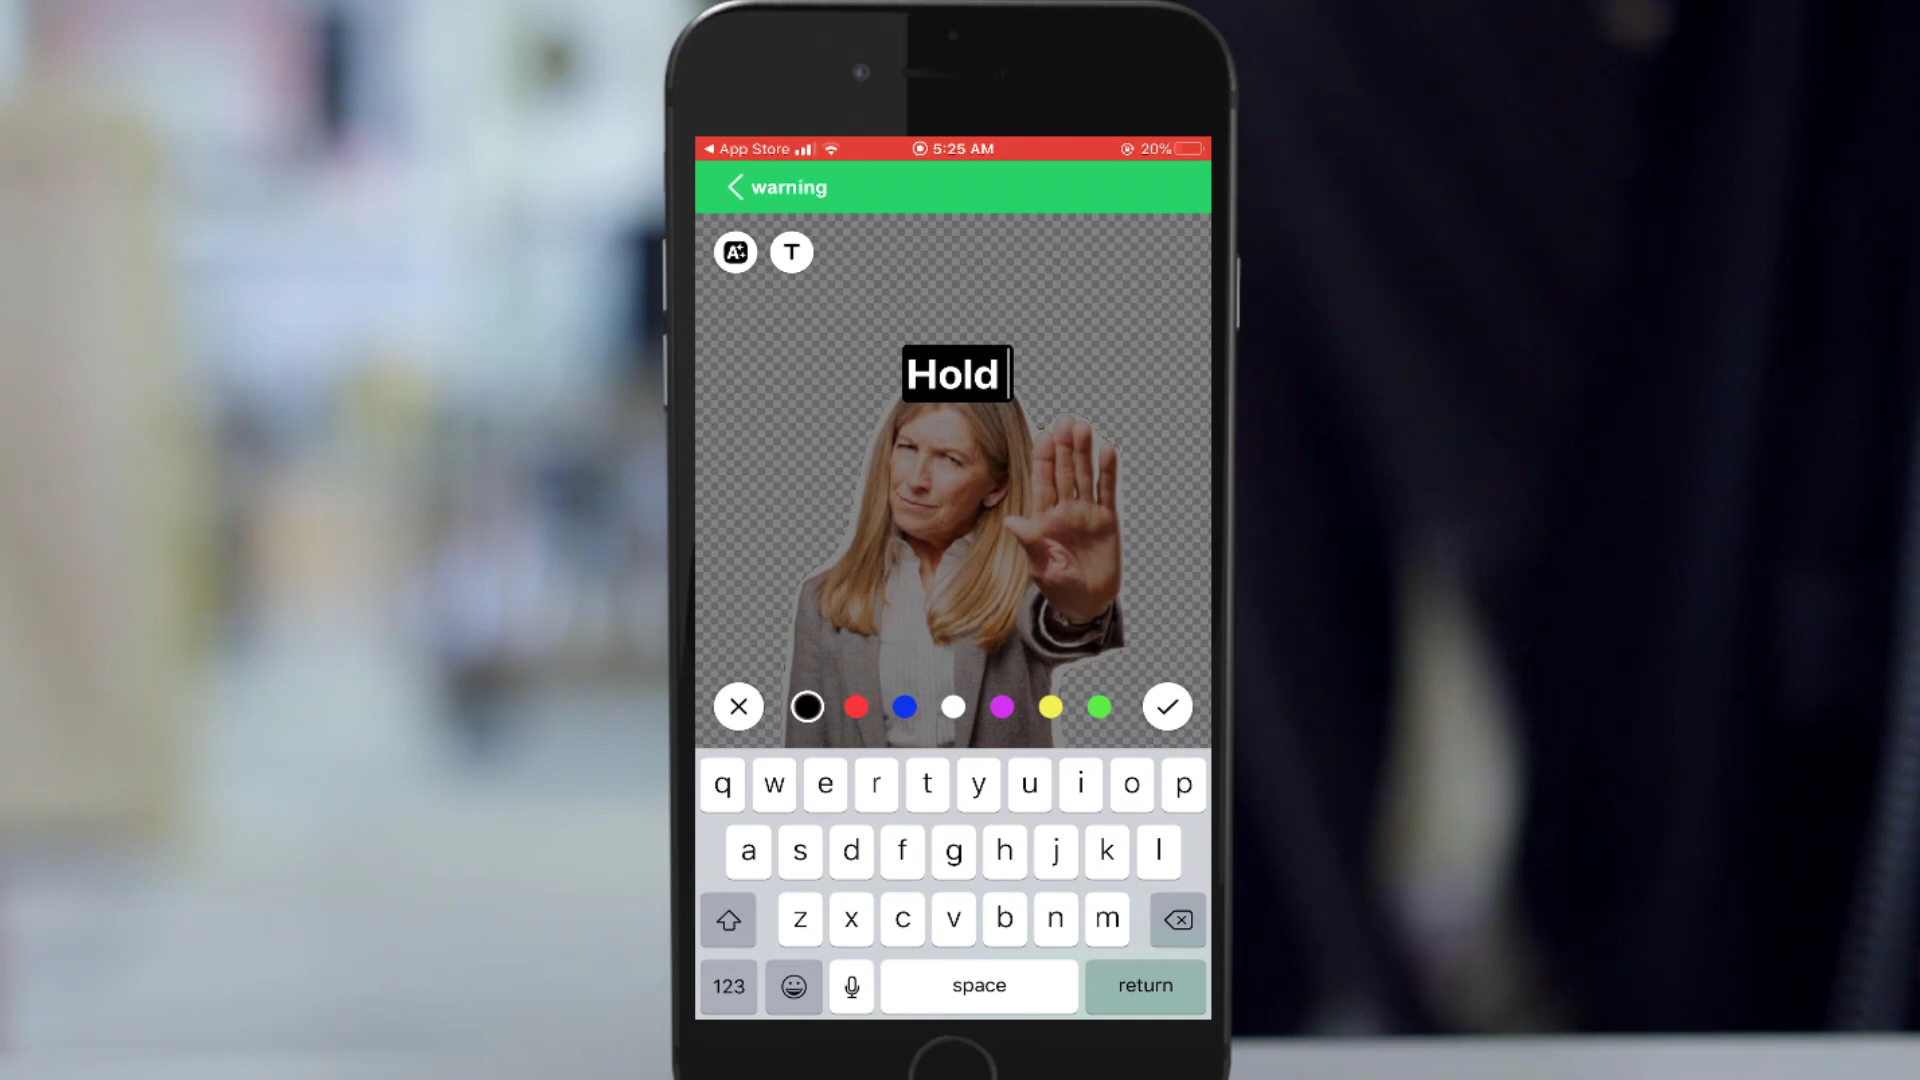 App Store 5:25 AM 20%
warning
A T
Hold
q w e r t y u i o p
a s d f g h j k l
z x c v b n m
123 space return